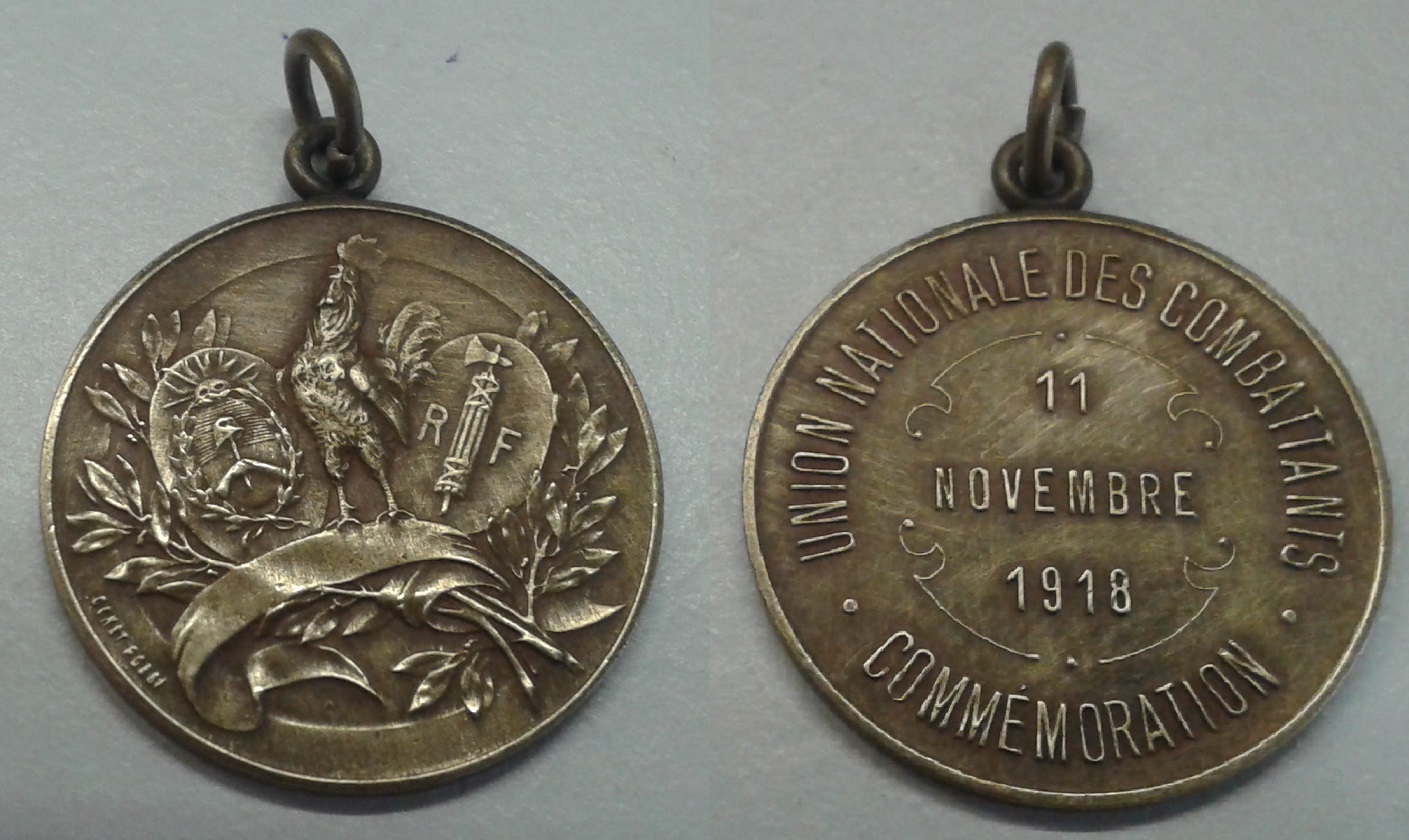 R F
UNION NATIONALE DES COMBATTANTS
11
NOVEMBRE
1918
COMMÉMORATION